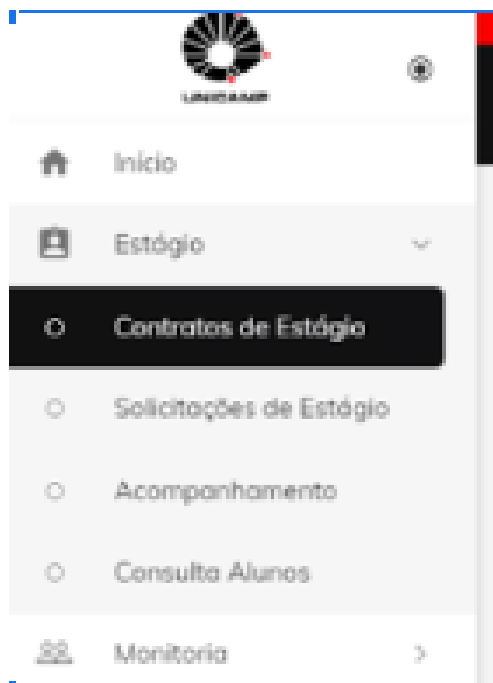 UNICAMP
Início
Estágio
Contratos de Estágio
Solicitações de Estágio
Acompanhamento
Consulta Alunos
Monitoria